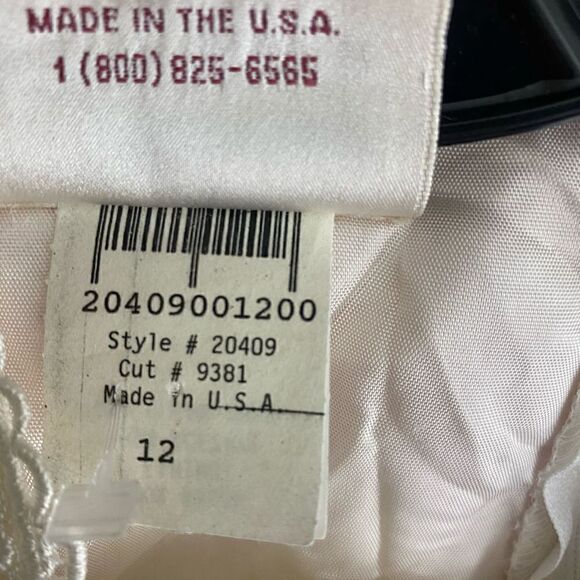 MADE IN THE U.S.A.
1 (800) 825-6565
20409001200
Style # 20409
Cut # 9381
Made in U.S.A.
12